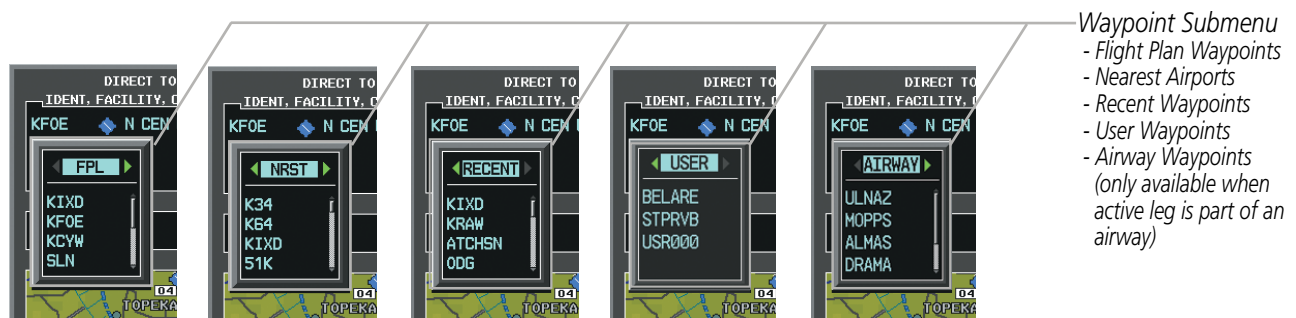 Waypoint Submenu
- Flight Plan Waypoints
- Nearest Airports
- Recent Waypoints
- User Waypoints
- Airway Waypoints
(only available when
active leg is part of an
airway)
DIRECT TO
IDENT, FACILITY,
KFOE N CEN
FPL
KIXD
KFOE
KCYW
SLN
04
TOPEKA
DIRECT TO
IDENT, FACILITY,
KFOE N CEN
NRST
K34
K64
KIXD
51K
04
TOPEKA
DIRECT TO
IDENT, FACILITY,
KFOE N CEN
RECENT
KIXD
KRAW
ATCHSN
ODG
04
TOPEKA
DIRECT TO
IDENT, FACILITY,
KFOE N CEN
USER
BELARE
STPRVB
USR000
04
TOPEKA
DIRECT TO
IDENT, FACILITY,
KFOE N CEN
AIRWAY
ULNAZ
MOPPS
ALMAS
DRAMA
04
TOPEKA